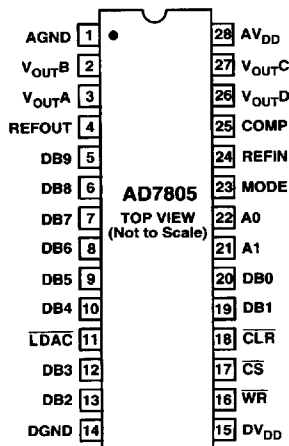 AGND 1 28 AVDD
VOUTB 2 27 VOUTC
VOUTA 3 26 VOUTD
REFOUT 4 25 COMP
DB9 5 24 REFIN
DB8 6 23 MODE
AD7805
DB7 7 22 A0
TOP VIEW
(Not to Scale)
DB6 8 21 A1
DB5 9 20 DB0
DB4 10 19 DB1
LDAC 11 18 CLR
DB3 12 17 CS
DB2 13 16 WR
DGND 14 15 DVDD